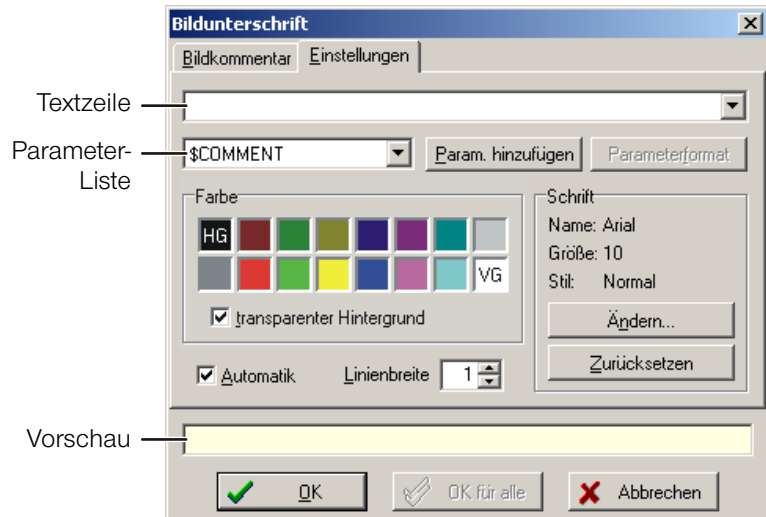 Bildunterschrift
Bildkommentar Einstellungen
Textzeile
Parameter-
Liste
$COMMENT Param. hinzufügen Parameterformat
Farbe
HG
VG
transparenter Hintergrund
Automatik Linienbreite 1
Schrift
Name: Arial
Größe: 10
Stil: Normal
Ändern...
Zurücksetzen
Vorschau
OK OK für alle Abbrechen